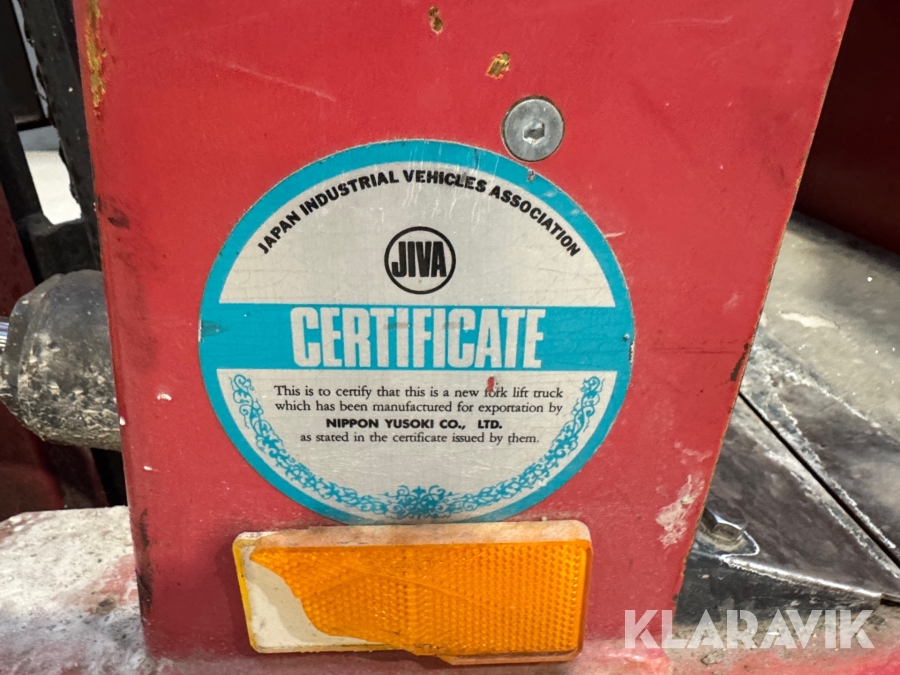 JAPAN INDUSTRIAL VEHICLES ASSOCIATION
JIVA
CERTIFICATE
This is to certify that this is a new fork lift truck
which has been manufactured for exportation by
NIPPON YUSOKI CO., LTD.
as stated in the certificate issued by them.
KLARAVIK